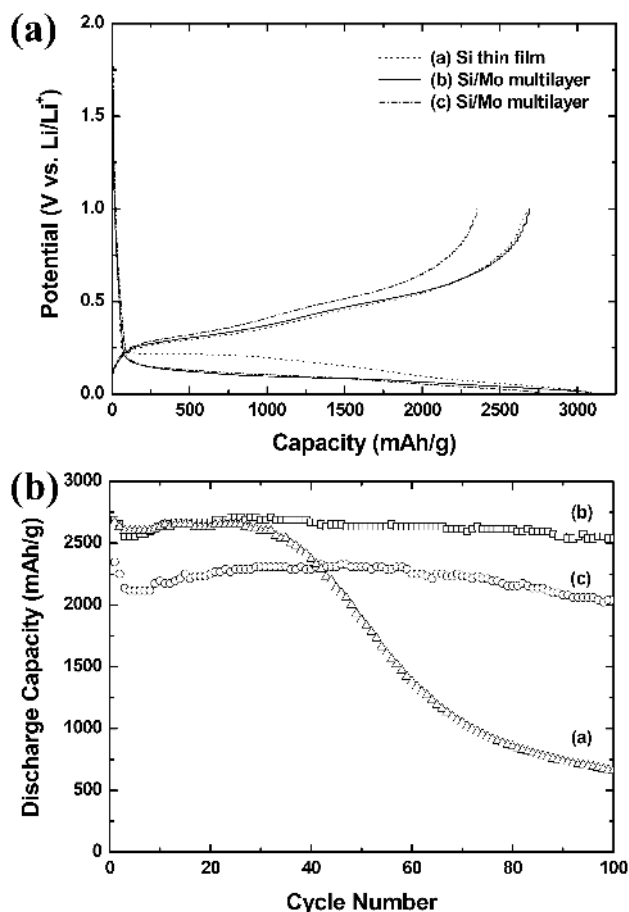 (a)
2.0
(a) Si thin film
(b) Si/Mo multilayer
(c) Si/Mo multilayer
1.5
1.0
0.5
0.0
Potential (V vs. Li/Li⁺)
0 500 1000 1500 2000 2500 3000
Capacity (mAh/g)
(b)
3000
2500
2000
1500
1000
500
0
Discharge Capacity (mAh/g)
(b)
(c)
(a)
0 20 40 60 80 100
Cycle Number